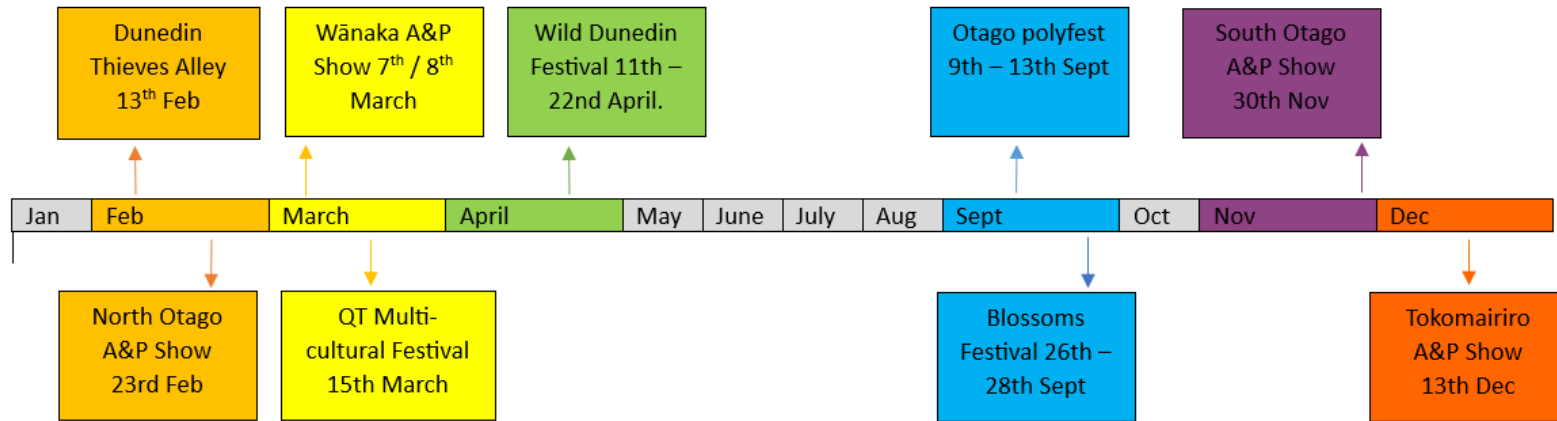 Dunedin
Thieves Alley
13th Feb
Wānaka A&P
Show 7th / 8th
March
Wild Dunedin
Festival 11th –
22nd April.
Otago polyfest
9th – 13th Sept
South Otago
A&P Show
30th Nov
Jan
Feb
March
April
May
June
July
Aug
Sept
Oct
Nov
Dec
North Otago
A&P Show
23rd Feb
QT Multi-
cultural Festival
15th March
Blossoms
Festival 26th –
28th Sept
Tokomairiro
A&P Show
13th Dec